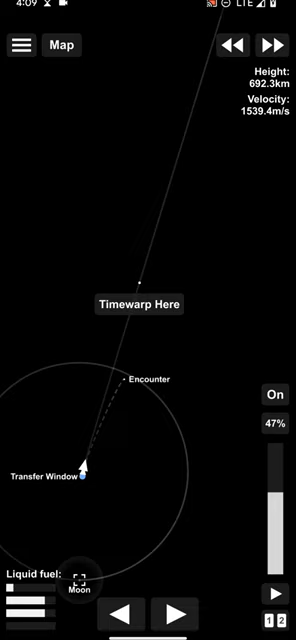 4:09
LTE
Map
Height:
692.3km
Velocity:
1539.4m/s
Timewarp Here
Encounter
On
47%
Transfer Window
Liquid fuel:
Moon
1 2